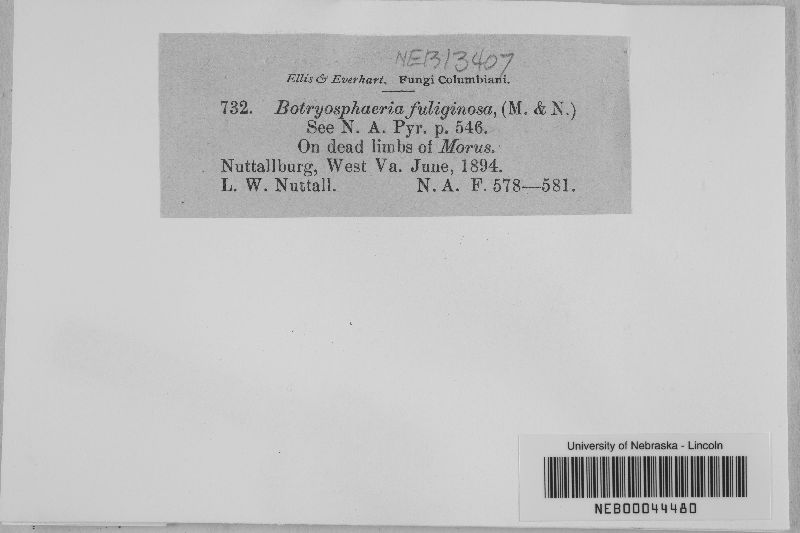 NEB13407
Ellis & Everhart. Fungi Columbiani.
732. Botryosphaeria fuliginosa, (M. & N.)
See N. A. Pyr. p. 546.
On dead limbs of Morus.
Nuttallburg, West Va. June, 1894.
L. W. Nuttall. N. A. F. 578—581.
University of Nebraska - Lincoln
NEB00044480